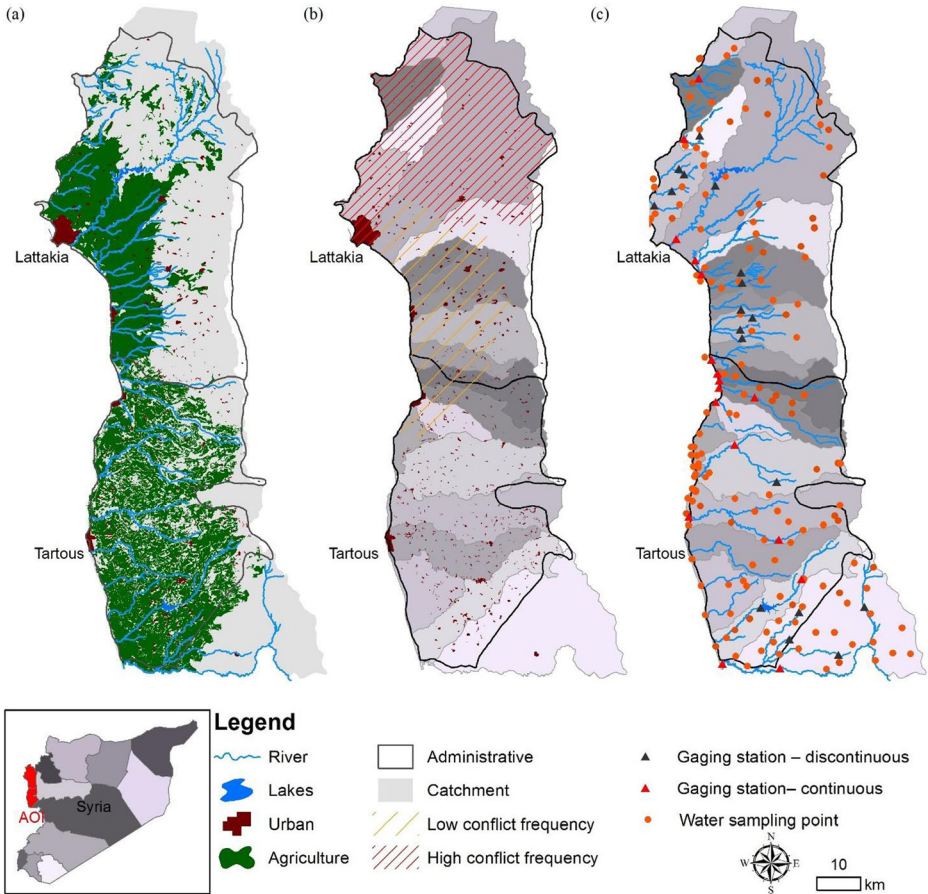 (a)
(b)
(c)
Lattakia
Lattakia
Lattakia
Tartous
Tartous
Tartous
Syria
AOI
Legend
River
Lakes
Urban
Agriculture
Administrative
Catchment
Low conflict frequency
High conflict frequency
Gaging station – discontinuous
Gaging station– continuous
Water sampling point
N
W E
S
10
km